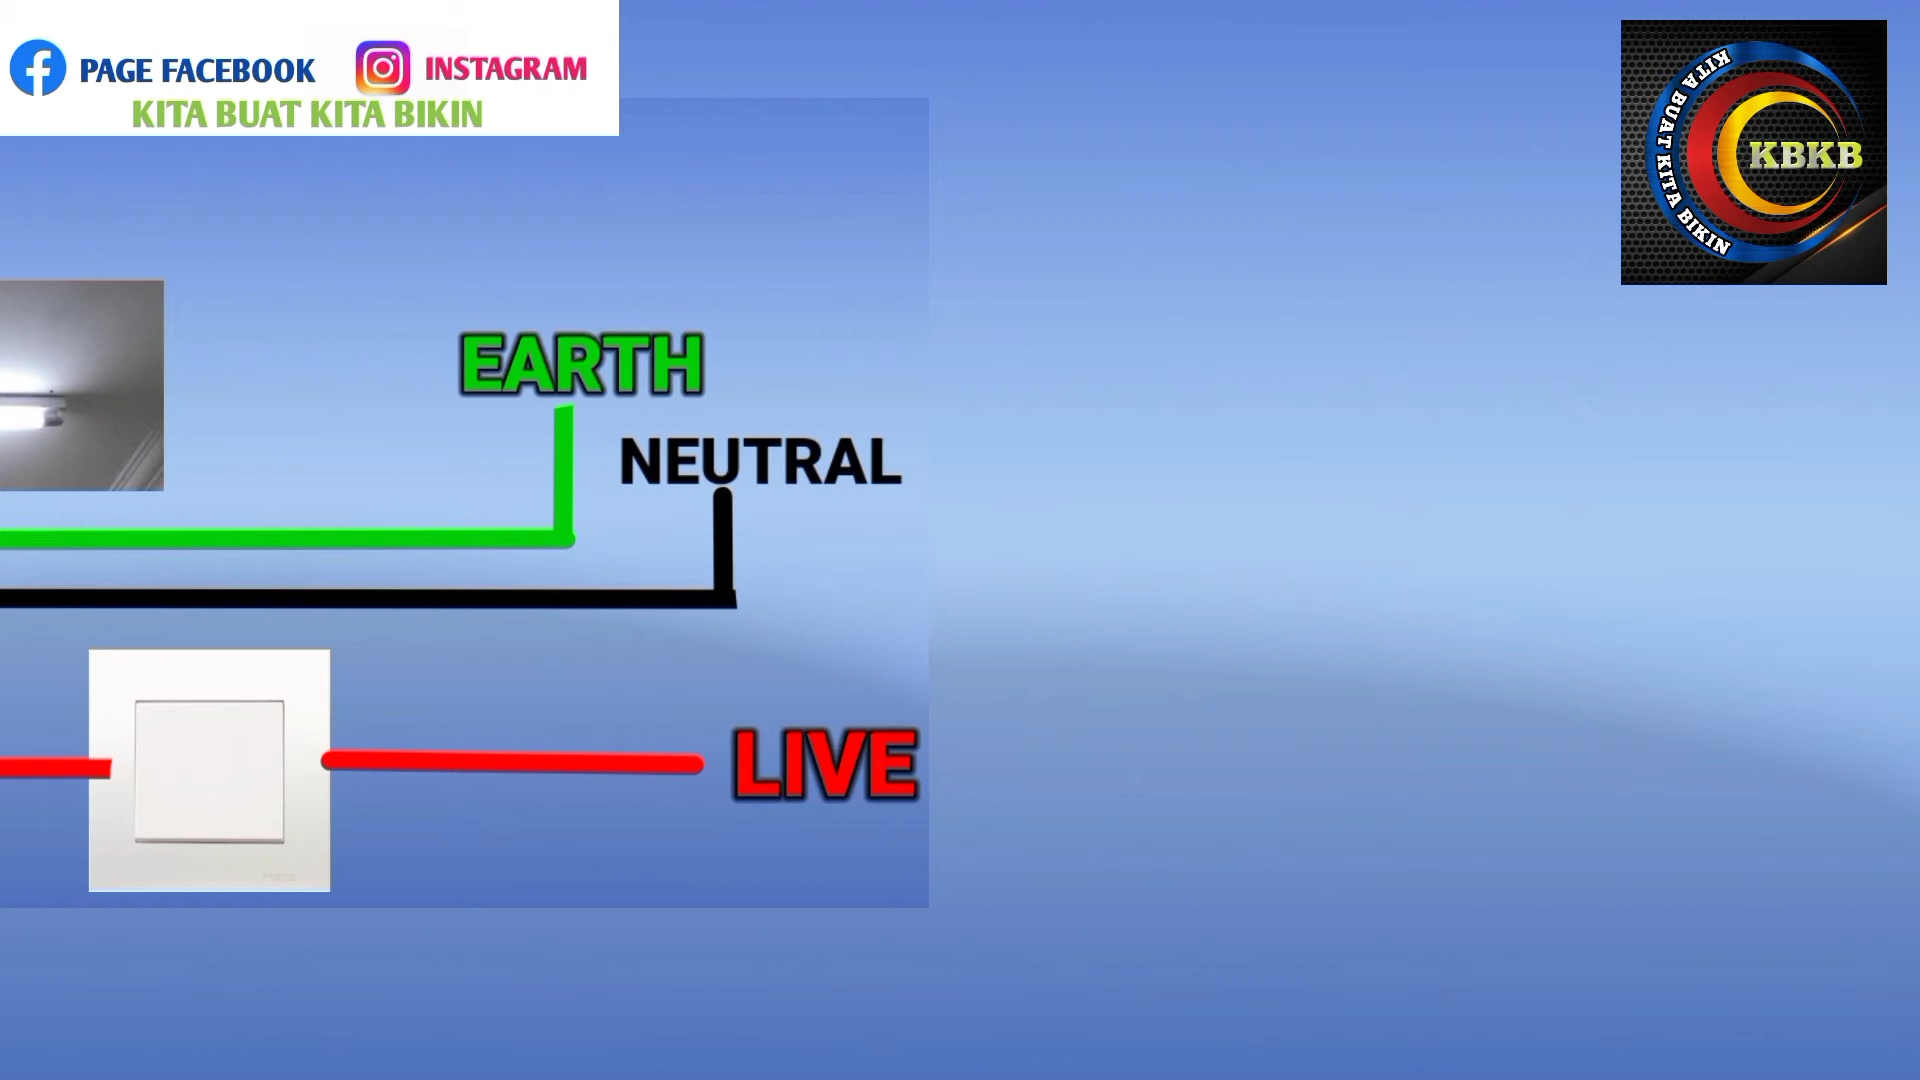 PAGE FACEBOOK
INSTAGRAM
KITA BUAT KITA BIKIN
KITA BUAT KITA BIKIN
KBKB
EARTH
NEUTRAL
LIVE